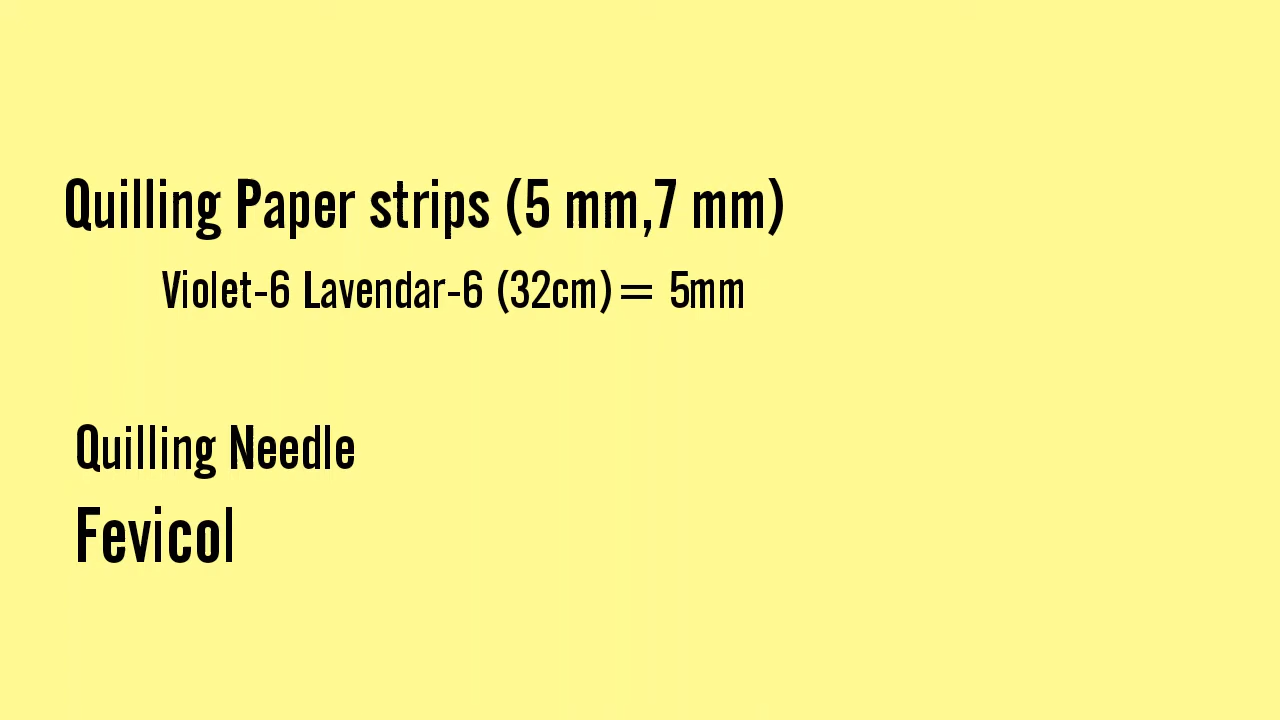 Quilling Paper strips (5 mm,7 mm)
Violet-6 Lavendar-6 (32cm)= 5mm
Quilling Needle
Fevicol